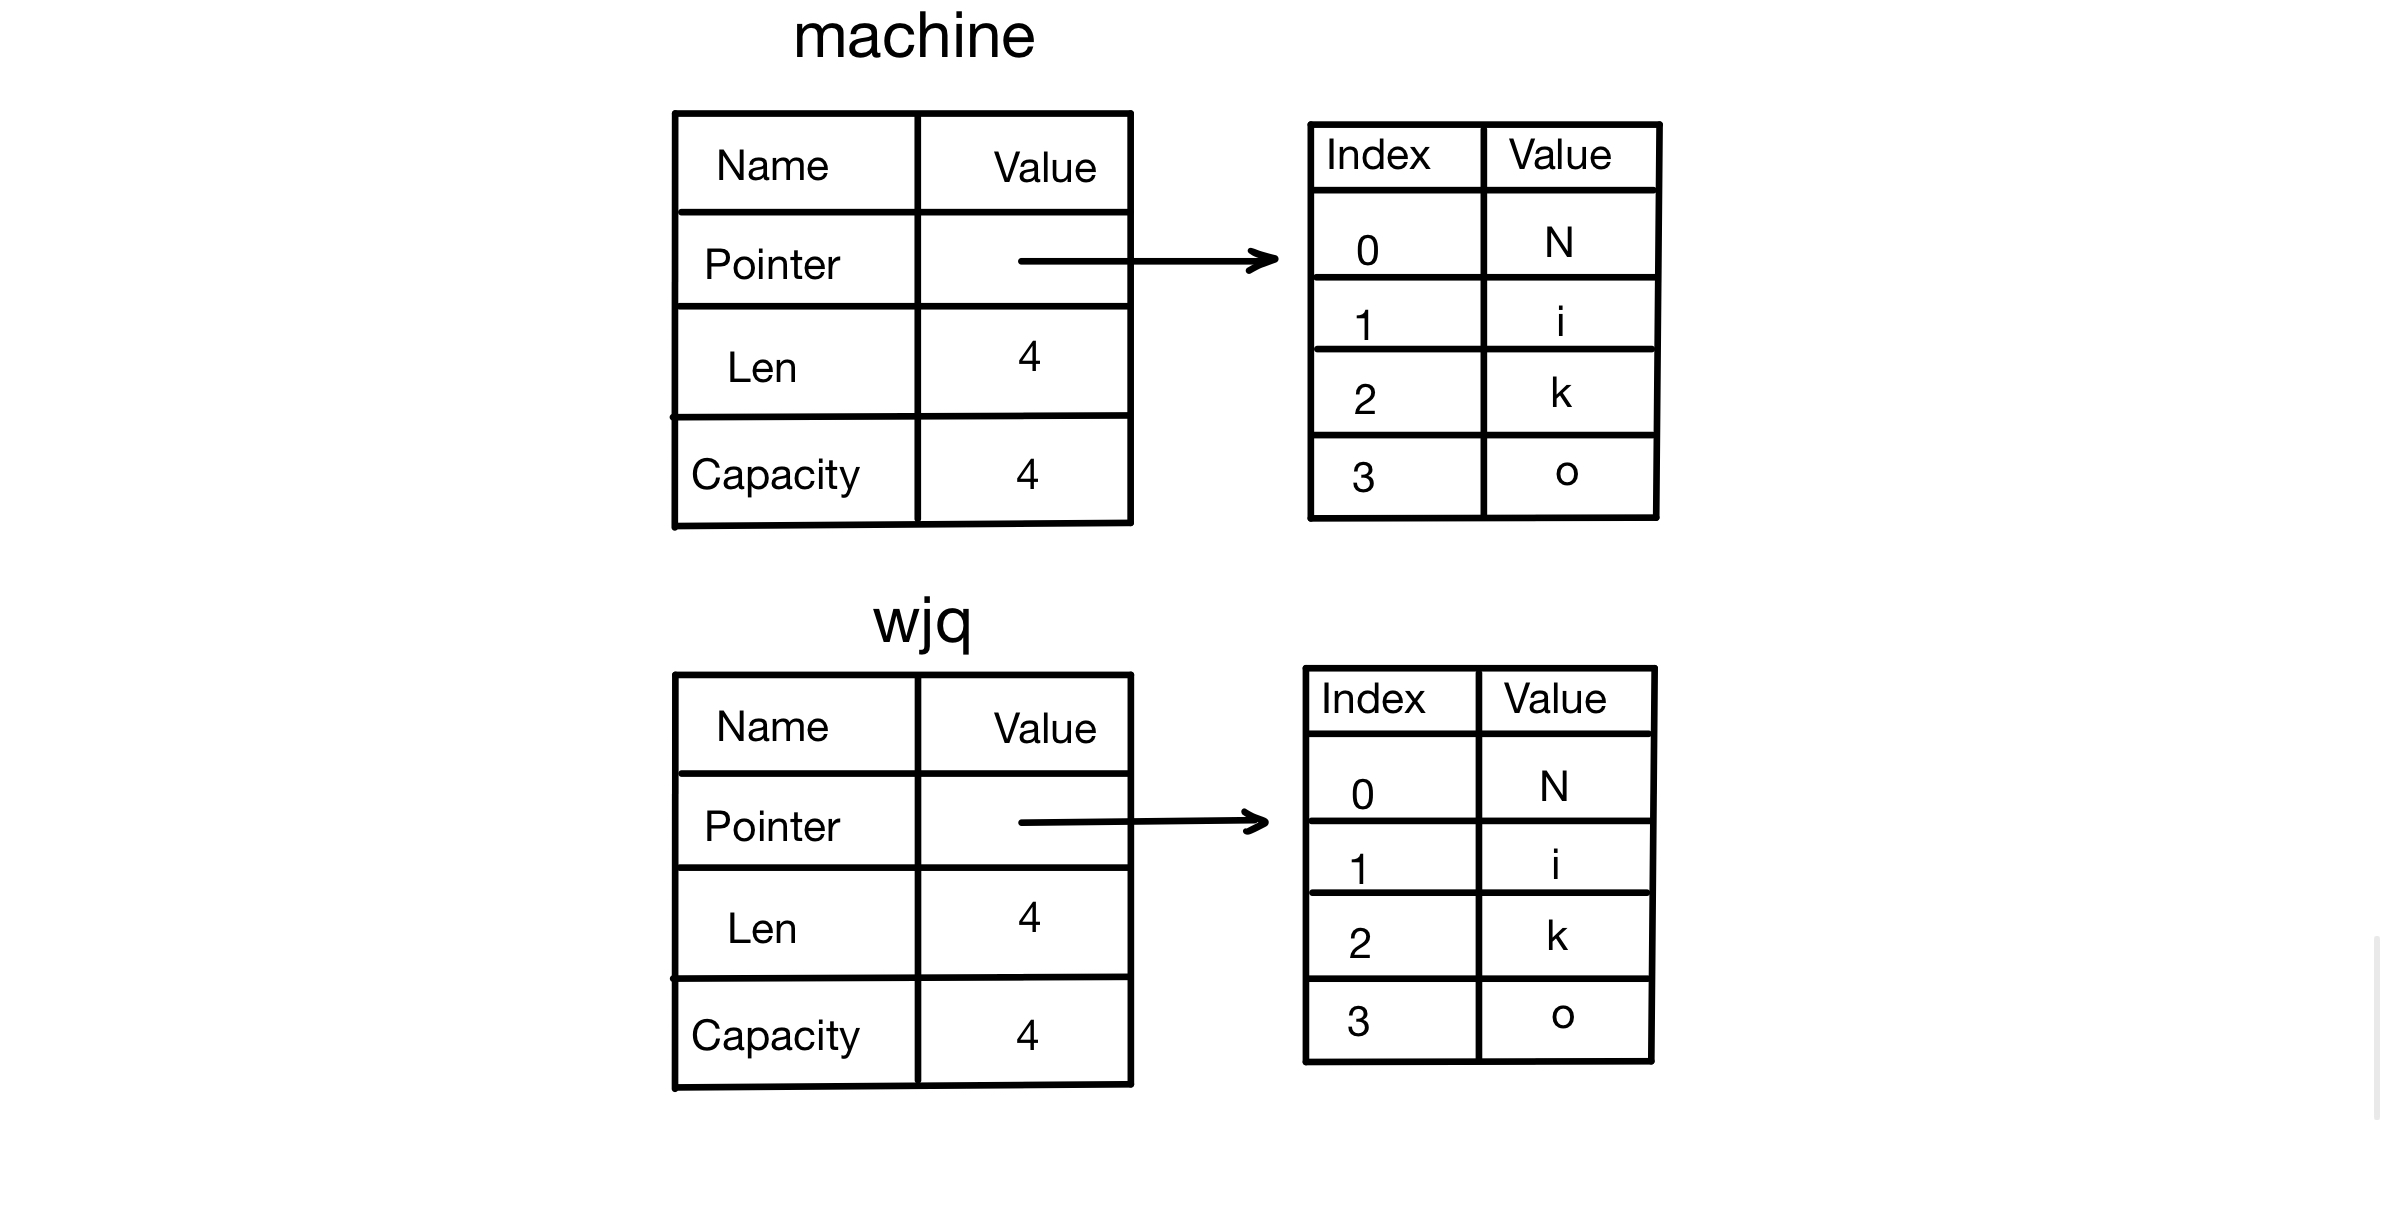 machine
Name Value
Pointer
Len 4
Capacity 4
Index Value
0 N
1 i
2 k
3 o
wjq
Name Value
Pointer
Len 4
Capacity 4
Index Value
0 N
1 i
2 k
3 o